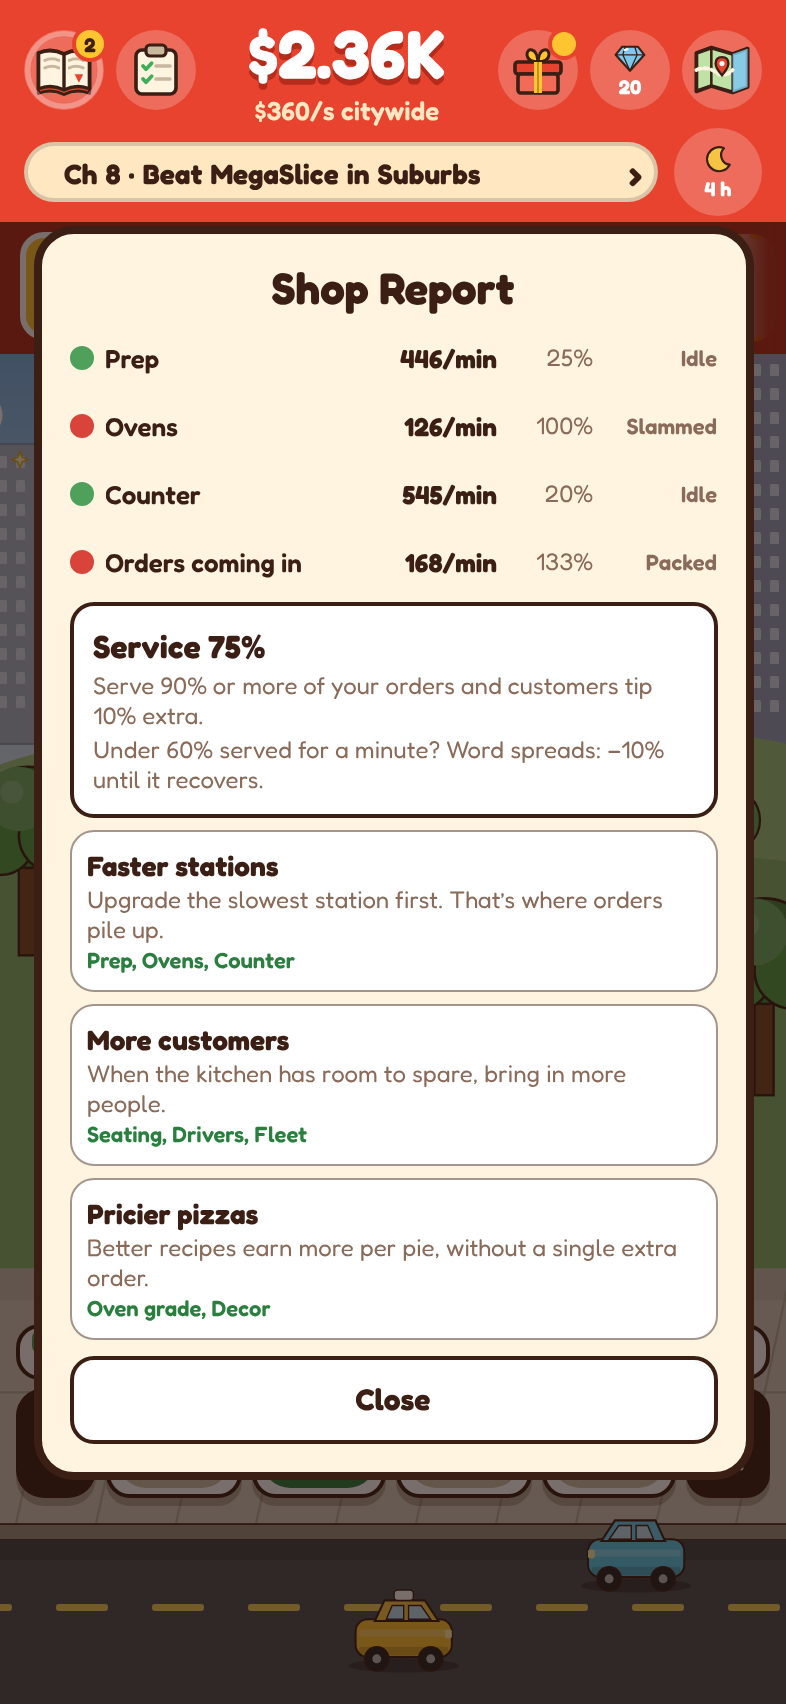 2
$2.36K
$360/s citywide
20
Ch 8 · Beat MegaSlice in Suburbs
4 h
Shop Report
Prep 446/min 25% Idle
Ovens 126/min 100% Slammed
Counter 545/min 20% Idle
Orders coming in 168/min 133% Packed
Service 75%
Serve 90% or more of your orders and customers tip
10% extra.
Under 60% served for a minute? Word spreads: –10%
until it recovers.
Faster stations
Upgrade the slowest station first. That’s where orders
pile up.
Prep, Ovens, Counter
More customers
When the kitchen has room to spare, bring in more
people.
Seating, Drivers, Fleet
Pricier pizzas
Better recipes earn more per pie, without a single extra
order.
Oven grade, Decor
Close